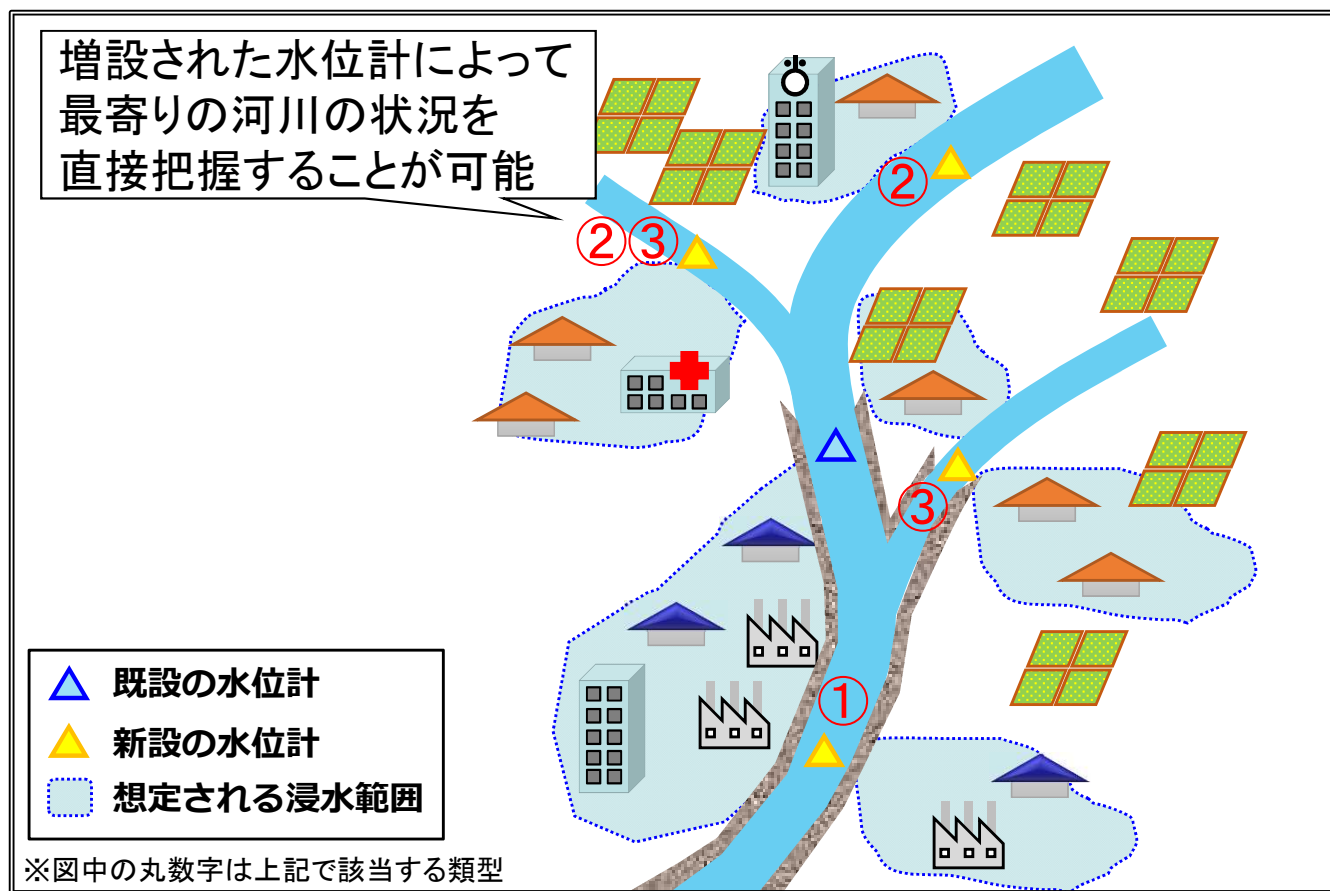 増設された水位計によって
最寄りの河川の状況を
直接把握することが可能
②
②③
③
①
既設の水位計
新設の水位計
想定される浸水範囲
※図中の丸数字は上記で該当する類型